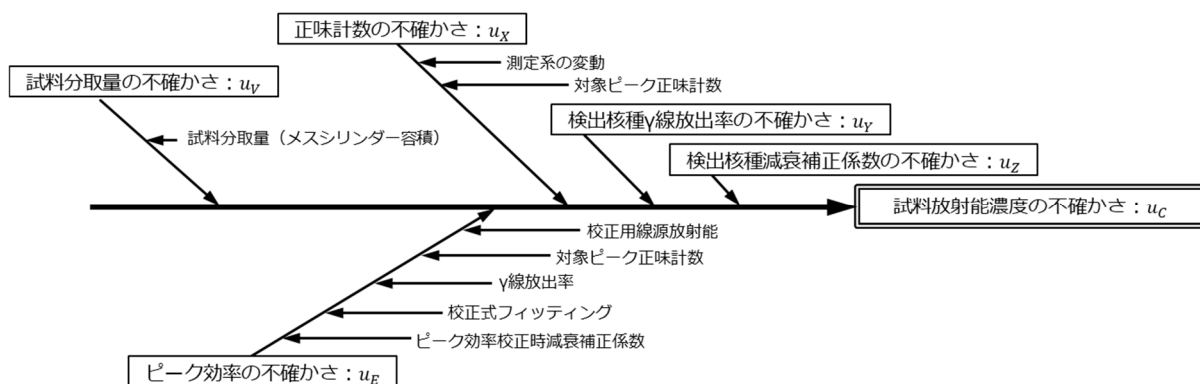 正味計数の不確かさ：u_X
測定系の変動
対象ピーク正味計数
試料分取量の不確かさ：u_V
試料分取量（メスシリンダー容積）
検出核種γ線放出率の不確かさ：u_Y
検出核種減衰補正係数の不確かさ：u_Z
試料放射能濃度の不確かさ：u_C
校正用線源放射能
対象ピーク正味計数
γ線放出率
校正式フィッティング
ピーク効率校正時減衰補正係数
ピーク効率の不確かさ：u_E